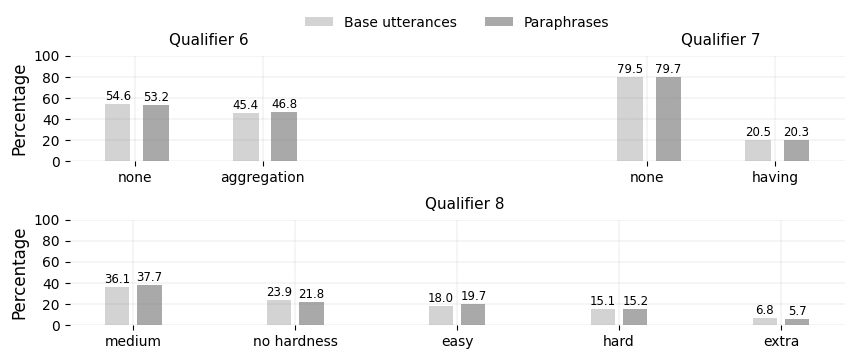 Base utterances Paraphrases
Qualifier 6 Qualifier 7
Percentage
100
80
60
40
20
0
54.6 53.2 45.4 46.8 79.5 79.7 20.5 20.3
none aggregation none having
Qualifier 8
Percentage
100
80
60
40
20
0
36.1 37.7 23.9 21.8 18.0 19.7 15.1 15.2 6.8 5.7
medium no hardness easy hard extra